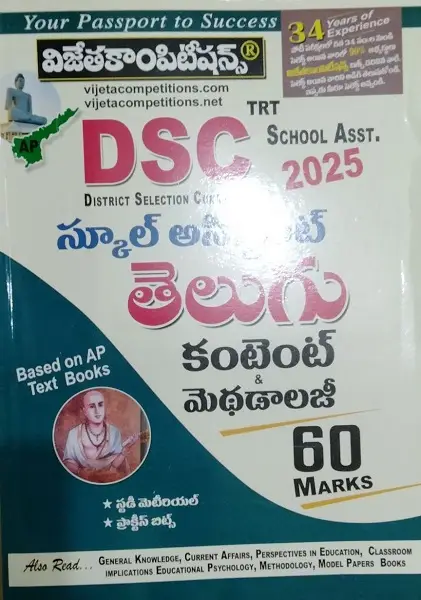 Your Passport to Success
34 Years of
Experience
విజేతకాంపిటీషన్స్®
vijetacompetitions.com
vijetacompetitions.net
AP
TRT
DSC
SCHOOL ASST.
2025
DISTRICT SELECTION
స్కూల్ అసిస్టెంట్
తెలుగు
కంటెంట్
&
మెథడాలజీ
Based on AP
Text Books
60
MARKS
★ స్టడీ మెటీరియల్
★ ప్రాక్టీస్ బిట్స్
Also Read... GENERAL KNOWLEDGE, CURRENT AFFAIRS, PERSPECTIVES IN EDUCATION, CLASSROOM
IMPLICATIONS EDUCATIONAL PSYCHOLOGY, METHODOLOGY, MODEL PAPERS BOOKS